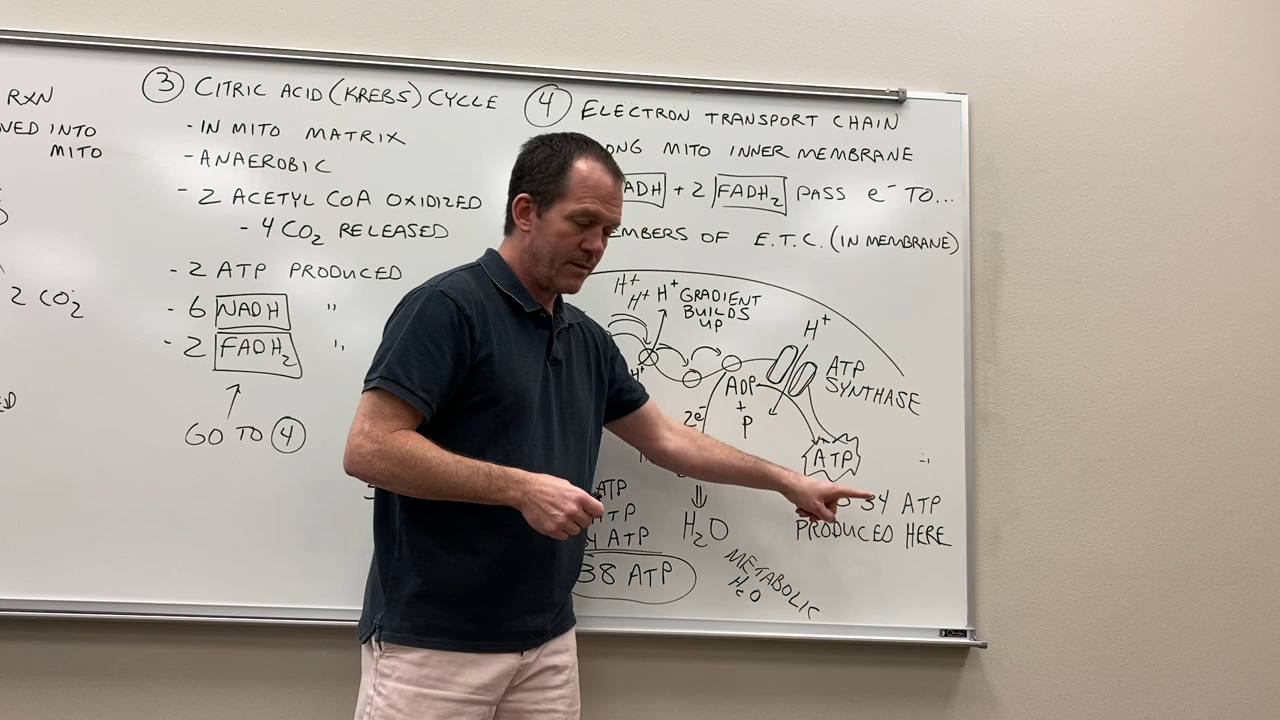 RXN
VED INTO
MITO
2 CO2
③ CITRIC ACID (KREBS) CYCLE
- IN MITO MATRIX
- ANAEROBIC
- 2 ACETYL COA OXIDIZED
- 4 CO2 RELEASED
- 2 ATP PRODUCED
- 6 NADH "
- 2 FADH2 "
GO TO ④
④ ELECTRON TRANSPORT CHAIN
ONG MITO INNER MEMBRANE
ADH + 2 FADH2 PASS e⁻ TO...
EMBERS OF E.T.C. (IN MEMBRANE)
H+
H+ H+ GRADIENT
BUILDS
UP
H+
H+
ATP
SYNTHASE
ADP
+
P
2e⁻
ATP
34 ATP
PRODUCED HERE
ATP
ATP
4 ATP
38 ATP
H2O
METABOLIC
H2O